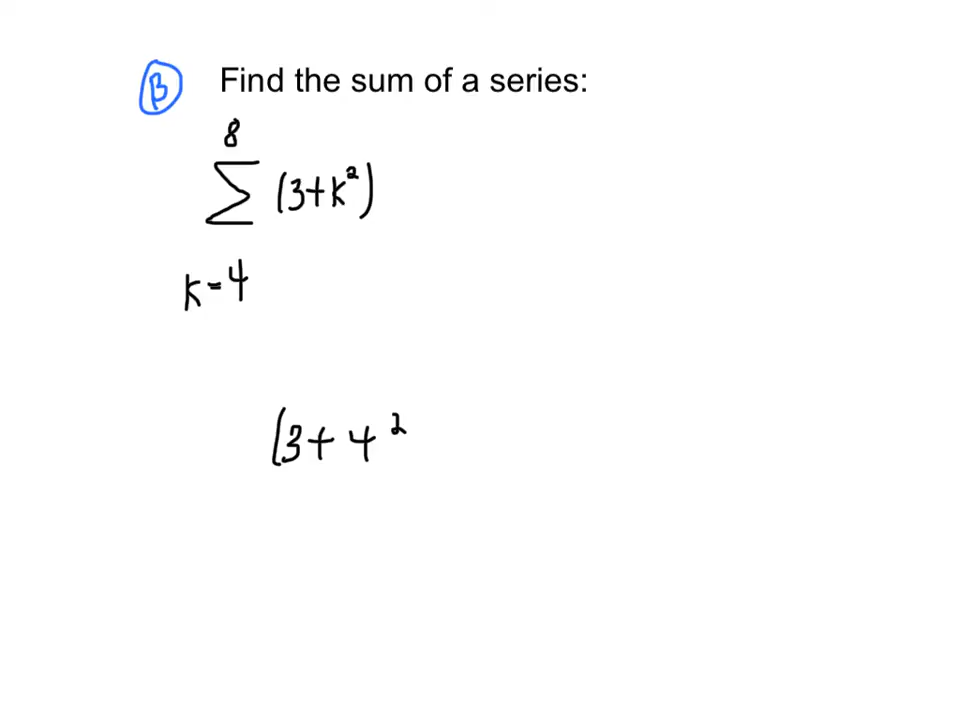 B Find the sum of a series:
8
∑ (3+k²)
k=4
(3+4²